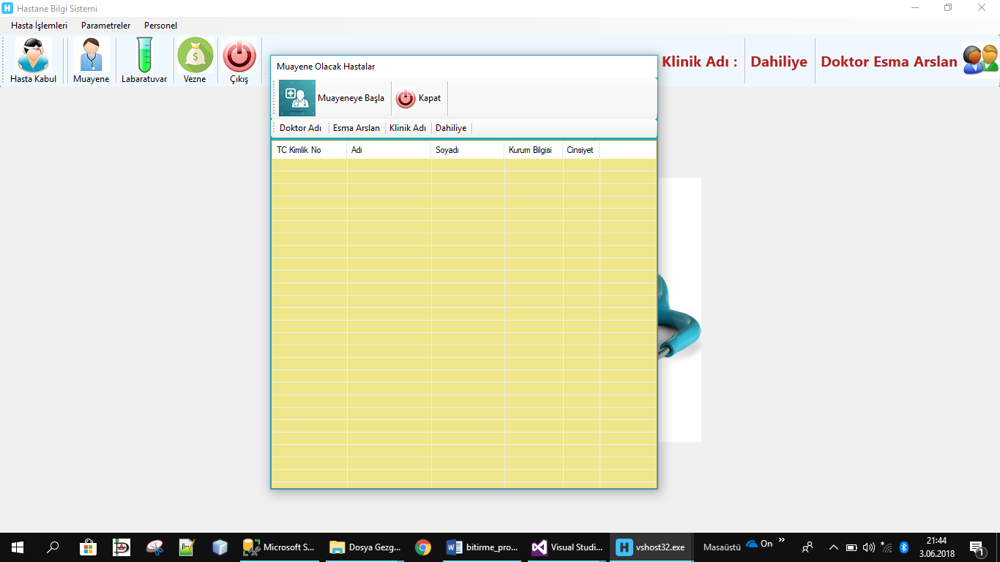 H Hastane Bilgi Sistemi
Hasta İşlemleri Parametreler Personel
Hasta Kabul Muayene Labaratuvar $ Vezne Çıkış
Klinik Adı : Dahiliye Doktor Esma Arslan
Muayene Olacak Hastalar
Muayeneye Başla Kapat
Doktor Adı Esma Arslan Klinik Adı Dahiliye
TC Kimlik No Adı Soyadı Kurum Bilgisi Cinsiyet
Microsoft S... Dosya Gezg... bitirme_pro... Visual Studi... H vshost32.exe Masaüstü On 21:44
3.06.2018 1